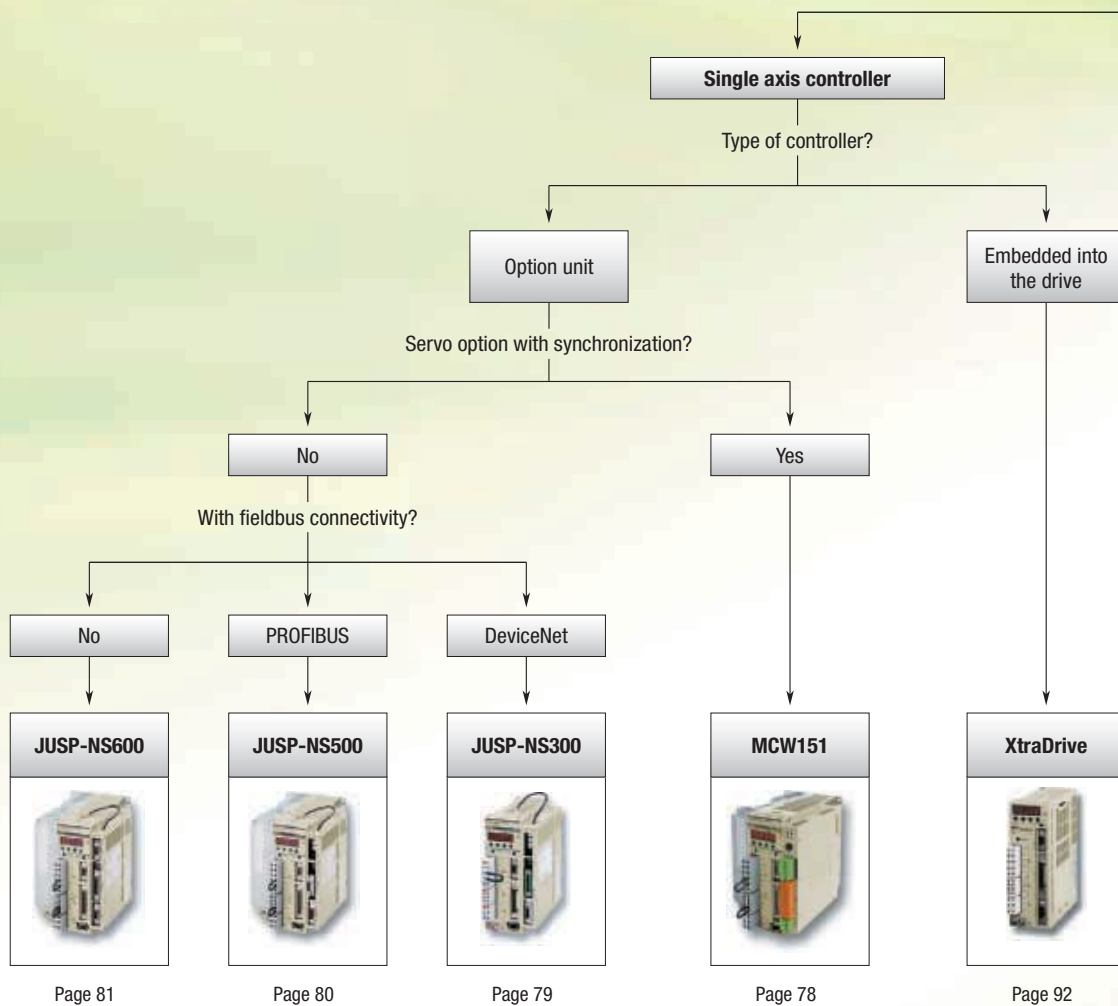 Single axis controller
Type of controller?
Option unit
Embedded into
the drive
Servo option with synchronization?
No
Yes
With fieldbus connectivity?
No
PROFIBUS
DeviceNet
JUSP-NS600
JUSP-NS500
JUSP-NS300
MCW151
XtraDrive
Page 81
Page 80
Page 79
Page 78
Page 92